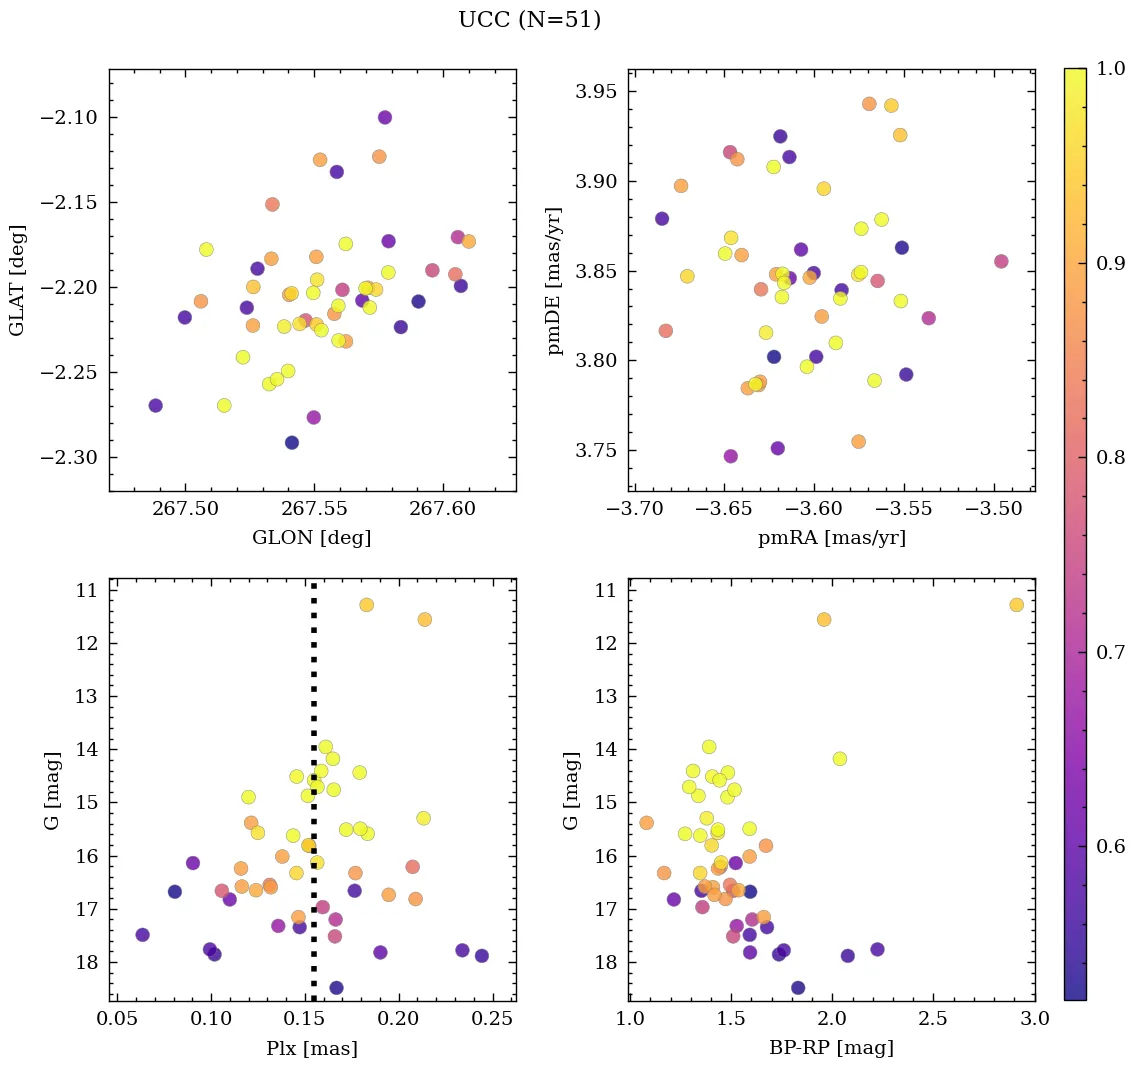 UCC (N=51)
−2.10
−2.15
−2.20
−2.25
−2.30
GLAT [deg]
267.50 267.55 267.60
GLON [deg]
3.95
3.90
3.85
3.80
3.75
pmDE [mas/yr]
−3.70 −3.65 −3.60 −3.55 −3.50
pmRA [mas/yr]
11
12
13
14
15
16
17
18
G [mag]
0.05 0.10 0.15 0.20 0.25
Plx [mas]
11
12
13
14
15
16
17
18
G [mag]
1.0 1.5 2.0 2.5 3.0
BP-RP [mag]
1.0
0.9
0.8
0.7
0.6